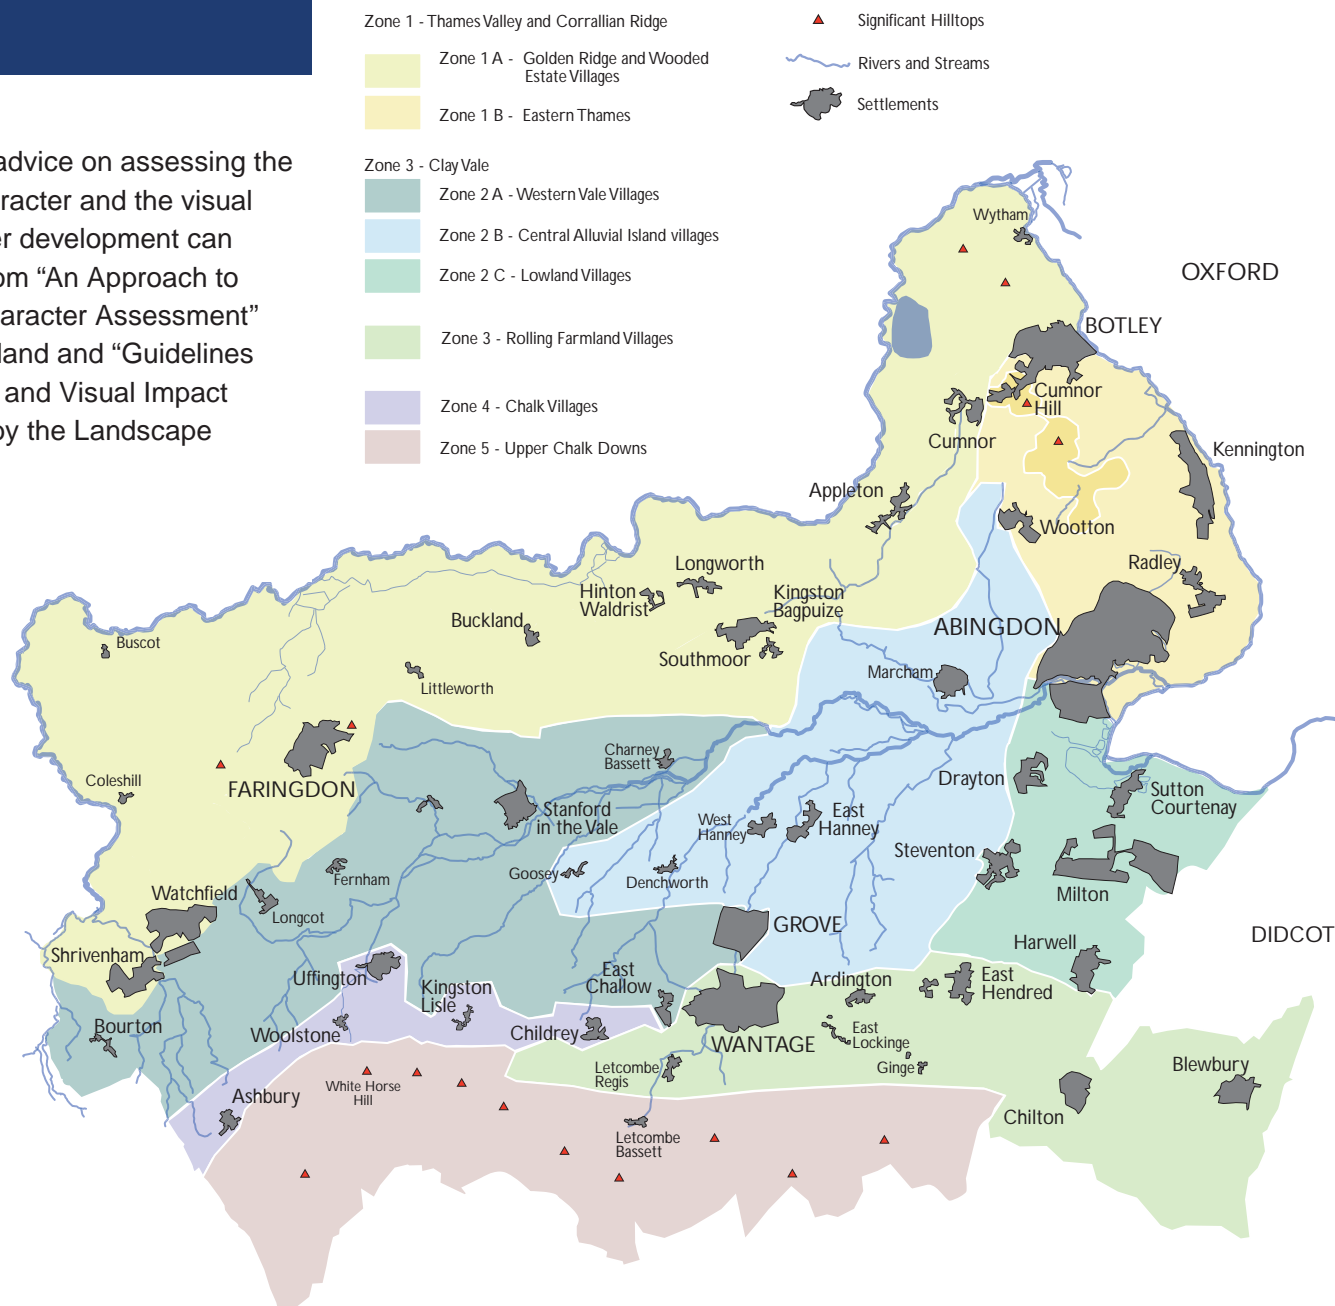 Zone 1 - Thames Valley and Corrallian Ridge
Zone 1 A - Golden Ridge and Wooded
Estate Villages
Zone 1 B - Eastern Thames
Zone 3 - Clay Vale
Zone 2 A - Western Vale Villages
Zone 2 B - Central Alluvial Island villages
Zone 2 C - Lowland Villages
Zone 3 - Rolling Farmland Villages
Zone 4 - Chalk Villages
Zone 5 - Upper Chalk Downs
Significant Hilltops
Rivers and Streams
Settlements
advice on assessing the
racter and the visual
er development can
om “An Approach to
aracter Assessment”
land and “Guidelines
and Visual Impact
by the Landscape
Wytham
OXFORD
BOTLEY
Cumnor
Hill
Cumnor
Kennington
Appleton
Wootton
Longworth
Radley
Hinton
Waldrist
Kingston
Bagpuize
Buckland
ABINGDON
Buscot
Southmoor
Marcham
Littleworth
Charney
Bassett
Drayton
Coleshill
FARINGDON
Sutton
Courtenay
Stanford
in the Vale
West
Hanney
East
Hanney
Steventon
Goosey
Fernham
Denchworth
Milton
Watchfield
Longcot
GROVE
DIDCOT
Harwell
Shrivenham
Uffington
East
Challow
Ardington
East
Hendred
Kingston
Lisle
Bourton
Woolstone
Childrey
WANTAGE
East
Lockinge
Letcombe
Regis
Ginge
Blewbury
White Horse
Hill
Ashbury
Chilton
Letcombe
Bassett